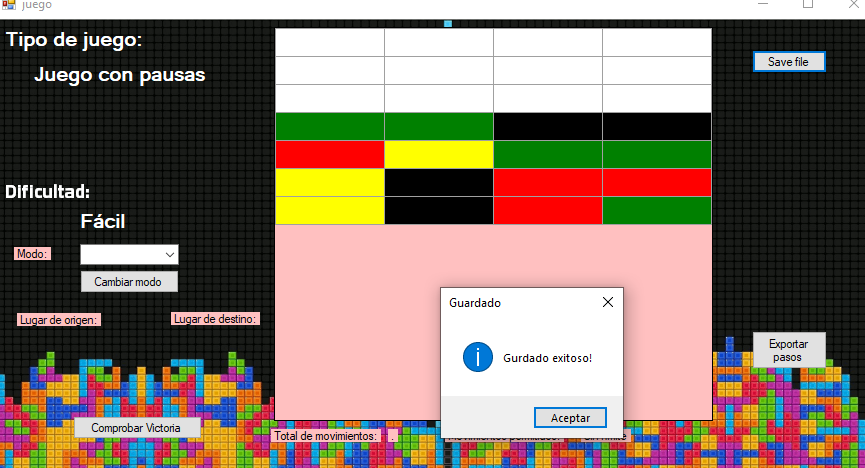 juego
Tipo de juego:
Juego con pausas
Save file
Dificultad:
Fácil
Modo:
Cambiar modo
Lugar de origen:
Lugar de destino:
Guardado
Gurdado exitoso!
Aceptar
Exportar
pasos
Comprobar Victoria
Total de movimientos:
.